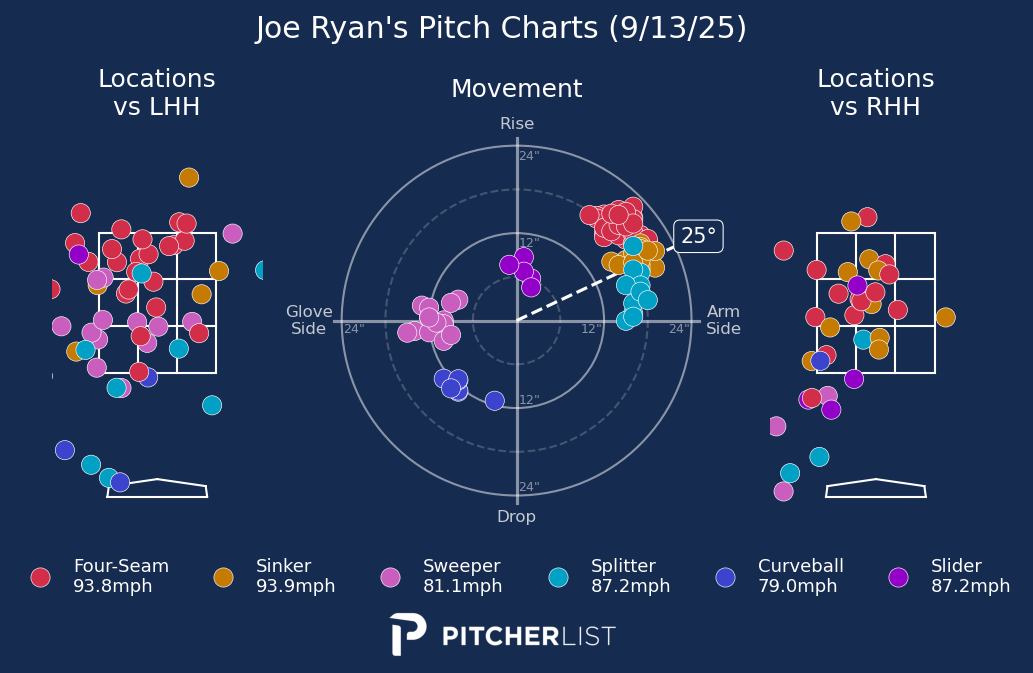 Joe Ryan's Pitch Charts (9/13/25)
Locations
vs LHH
Movement
Locations
vs RHH
Rise
24"
12"
25°
Glove
Side
24"
12"
24"
Arm
Side
12"
24"
Drop
Four-Seam
93.8mph
Sinker
93.9mph
Sweeper
81.1mph
Splitter
87.2mph
Curveball
79.0mph
Slider
87.2mph
PITCHERLIST